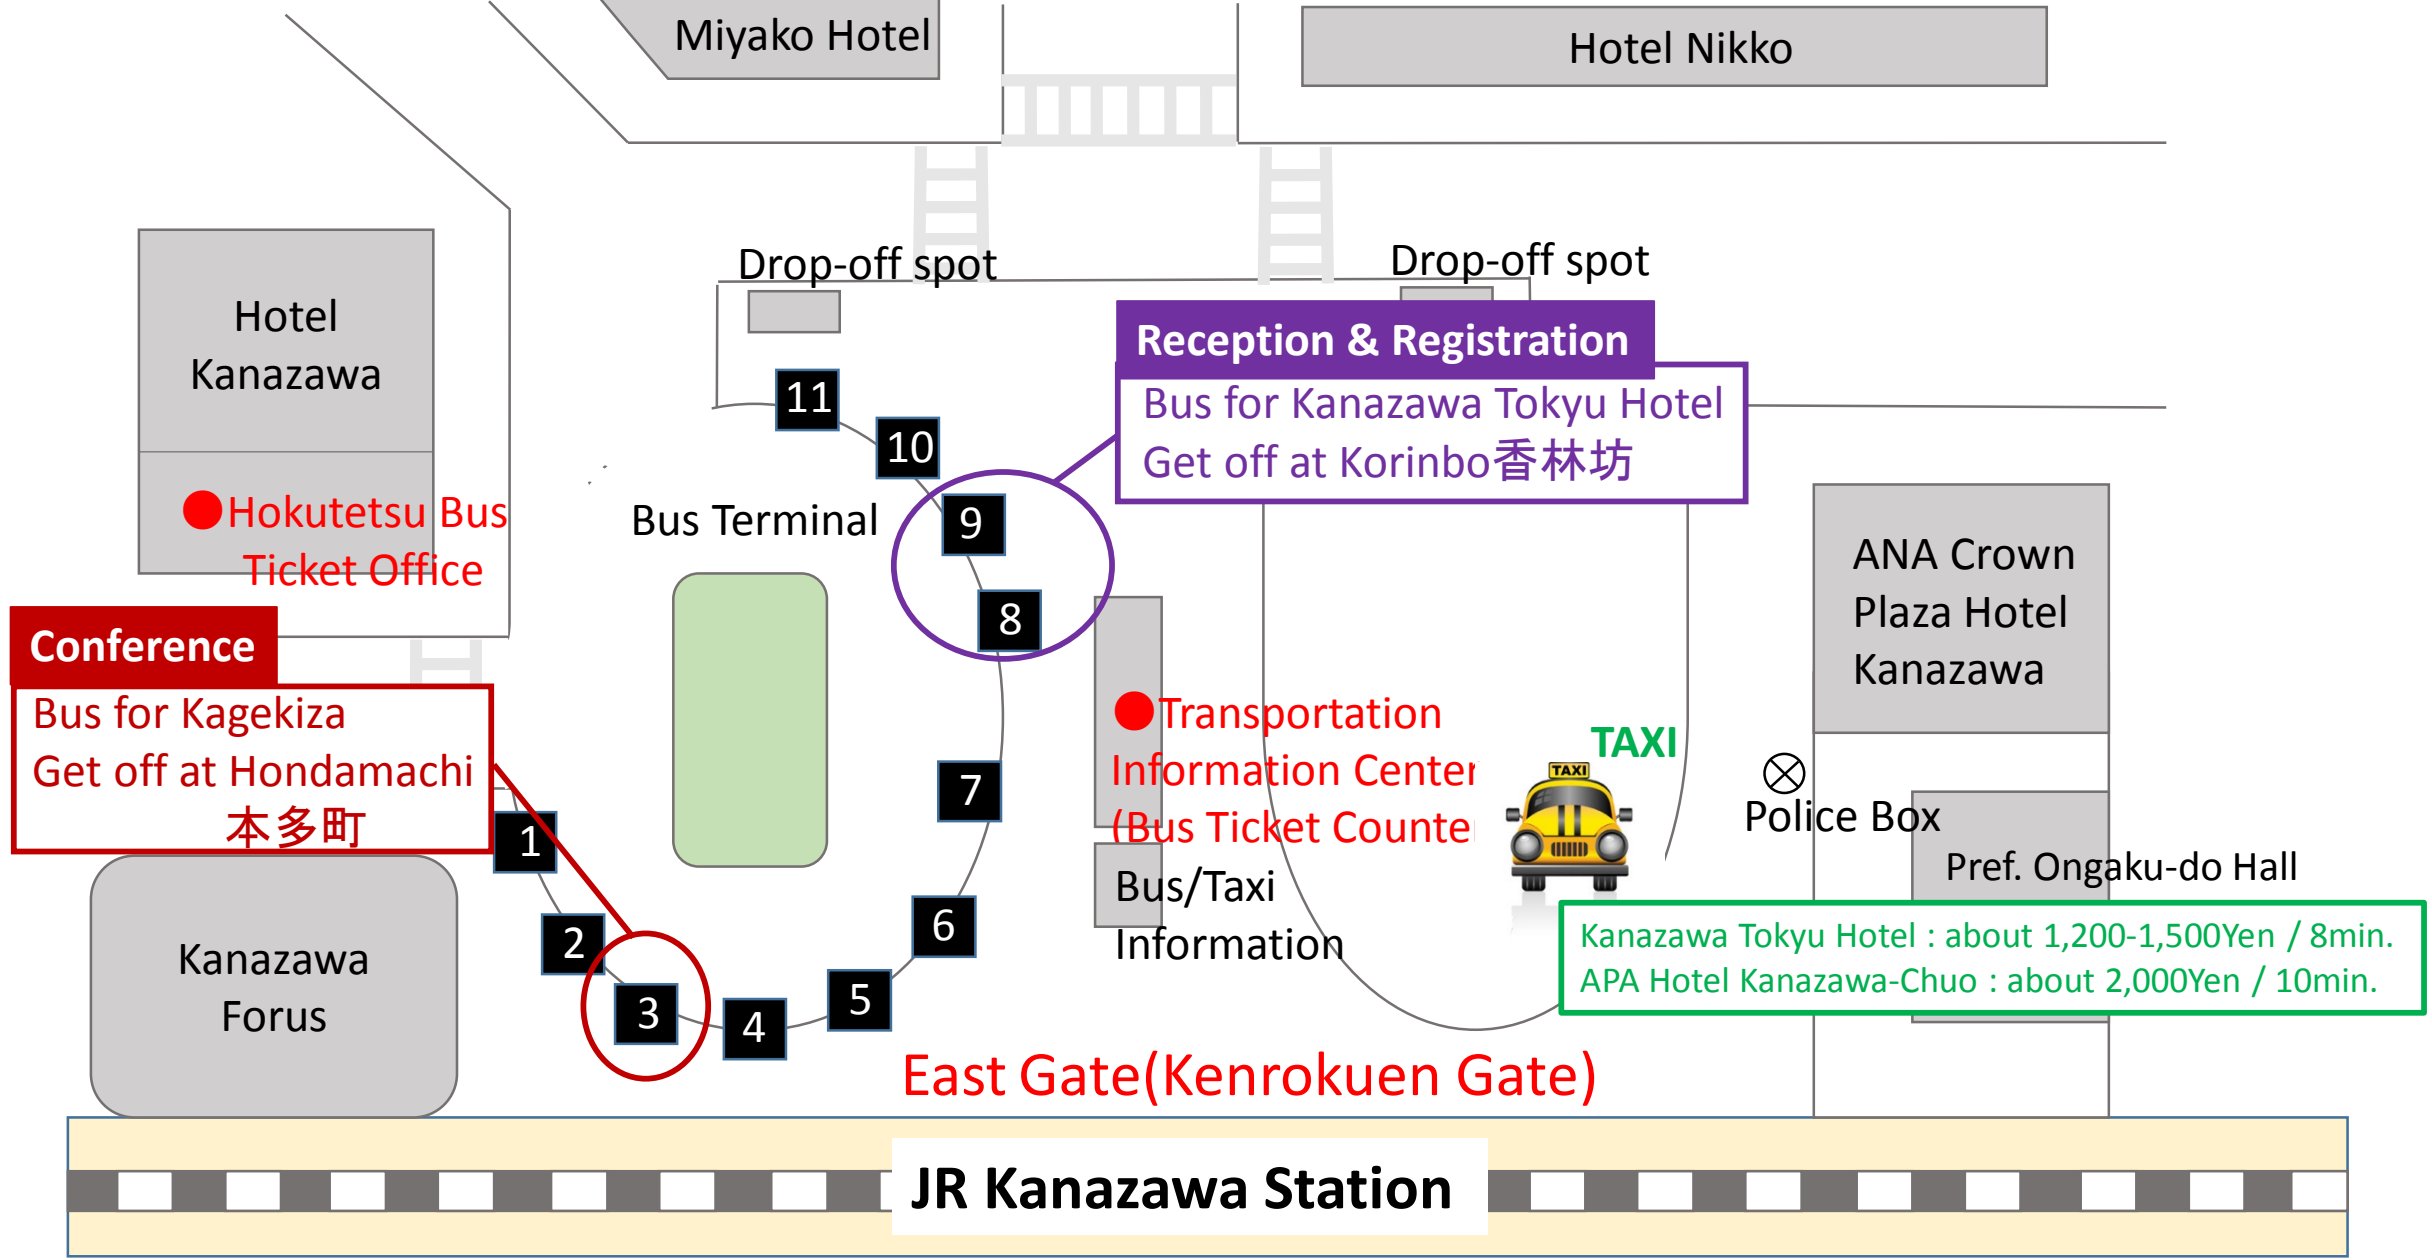 Miyako Hotel
Hotel Nikko
Drop-off spot
Drop-off spot
Hotel
Kanazawa
Hokutetsu Bus
Ticket Office
Reception & Registration
Bus for Kanazawa Tokyu Hotel
Get off at Korinbo香林坊
11
10
9
8
7
6
5
4
3
2
1
Bus Terminal
Conference
Bus for Kagekiza
Get off at Hondamachi
本多町
Kanazawa
Forus
Transportation
Information Center
(Bus Ticket Counte
Bus/Taxi
Information
TAXI
TAXI
ANA Crown
Plaza Hotel
Kanazawa
Police Box
Pref. Ongaku-do Hall
Kanazawa Tokyu Hotel : about 1,200-1,500Yen / 8min.
APA Hotel Kanazawa-Chuo : about 2,000Yen / 10min.
East Gate(Kenrokuen Gate)
JR Kanazawa Station